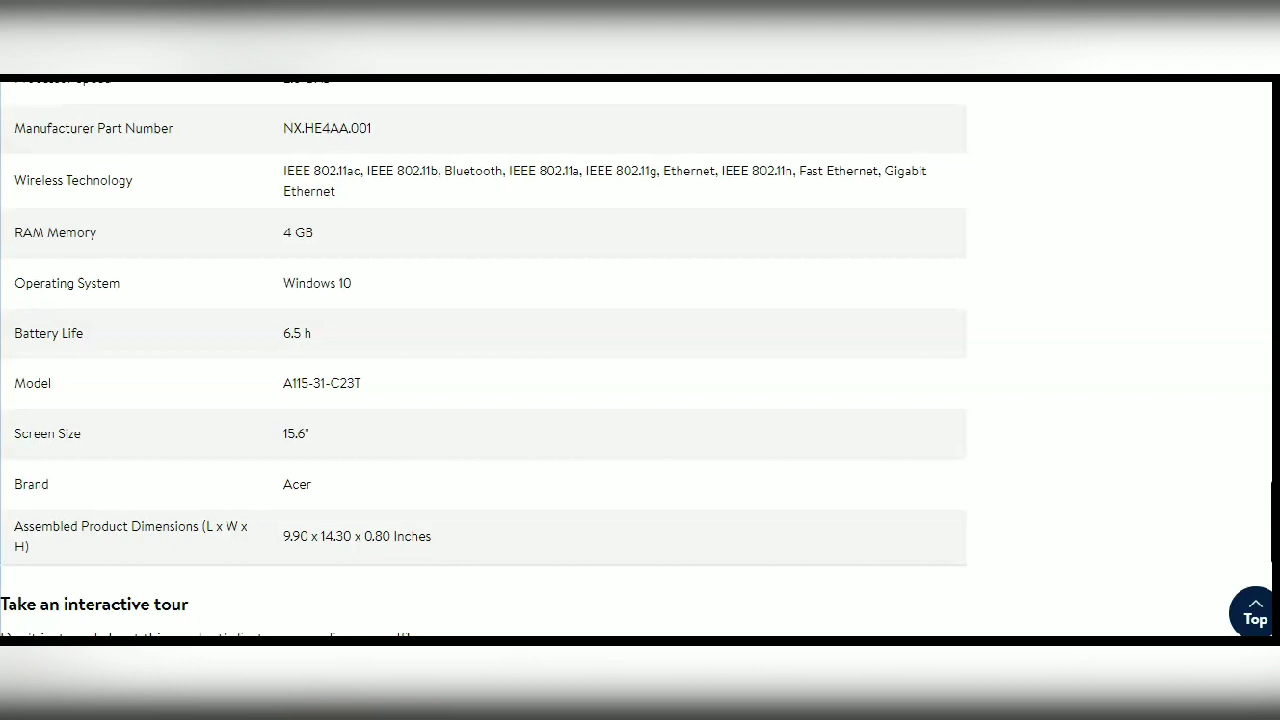 Manufacturer Part Number NX.HE4AA.001
Wireless Technology IEEE 802.11ac, IEEE 802.11b, Bluetooth, IEEE 802.11a, IEEE 802.11g, Ethernet, IEEE 802.11n, Fast Ethernet, Gigabit
Ethernet
RAM Memory 4 GB
Operating System Windows 10
Battery Life 6.5 h
Model A115-31-C23T
Screen Size 15.6"
Brand Acer
Assembled Product Dimensions (L x W x
H) 9.90 x 14.30 x 0.80 Inches
Take an interactive tour
Top